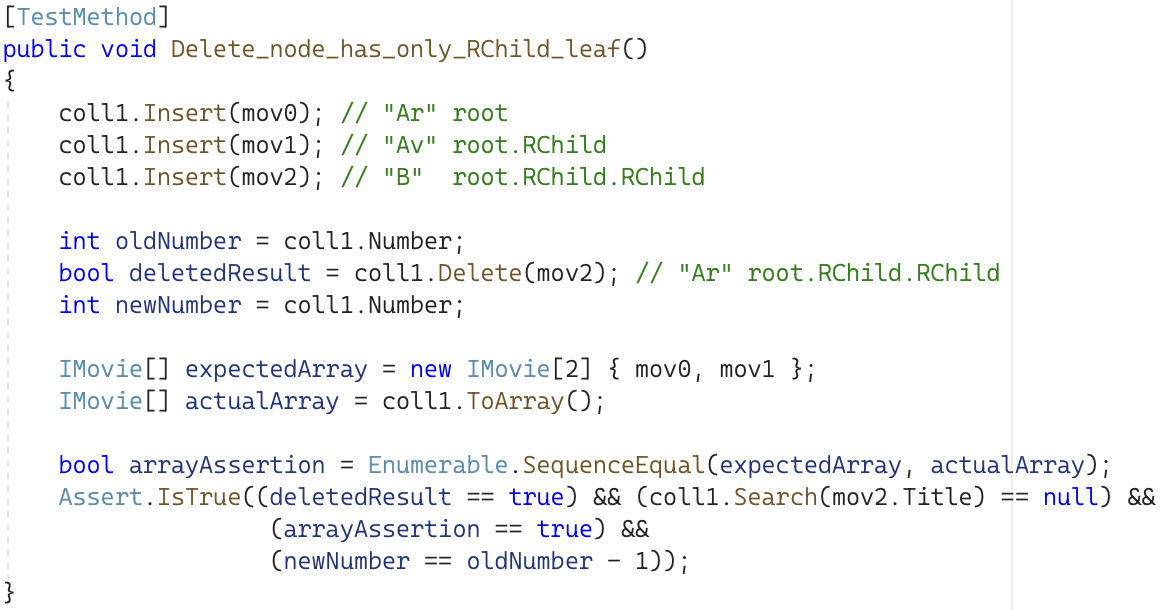 [TestMethod]
public void Delete_node_has_only_RChild_leaf()
{
    coll1.Insert(mov0); // "Ar" root
    coll1.Insert(mov1); // "Av" root.RChild
    coll1.Insert(mov2); // "B"  root.RChild.RChild

    int oldNumber = coll1.Number;
    bool deletedResult = coll1.Delete(mov2); // "Ar" root.RChild.RChild
    int newNumber = coll1.Number;

    IMovie[] expectedArray = new IMovie[2] { mov0, mov1 };
    IMovie[] actualArray = coll1.ToArray();

    bool arrayAssertion = Enumerable.SequenceEqual(expectedArray, actualArray);
    Assert.IsTrue((deletedResult == true) && (coll1.Search(mov2.Title) == null) &&
                   (arrayAssertion == true) &&
                   (newNumber == oldNumber - 1));
}